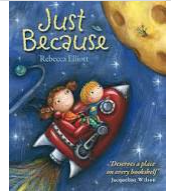 Just
Because
Rebecca Elliott
"Deserves a place
on every bookshelf"
Jacqueline Wilson